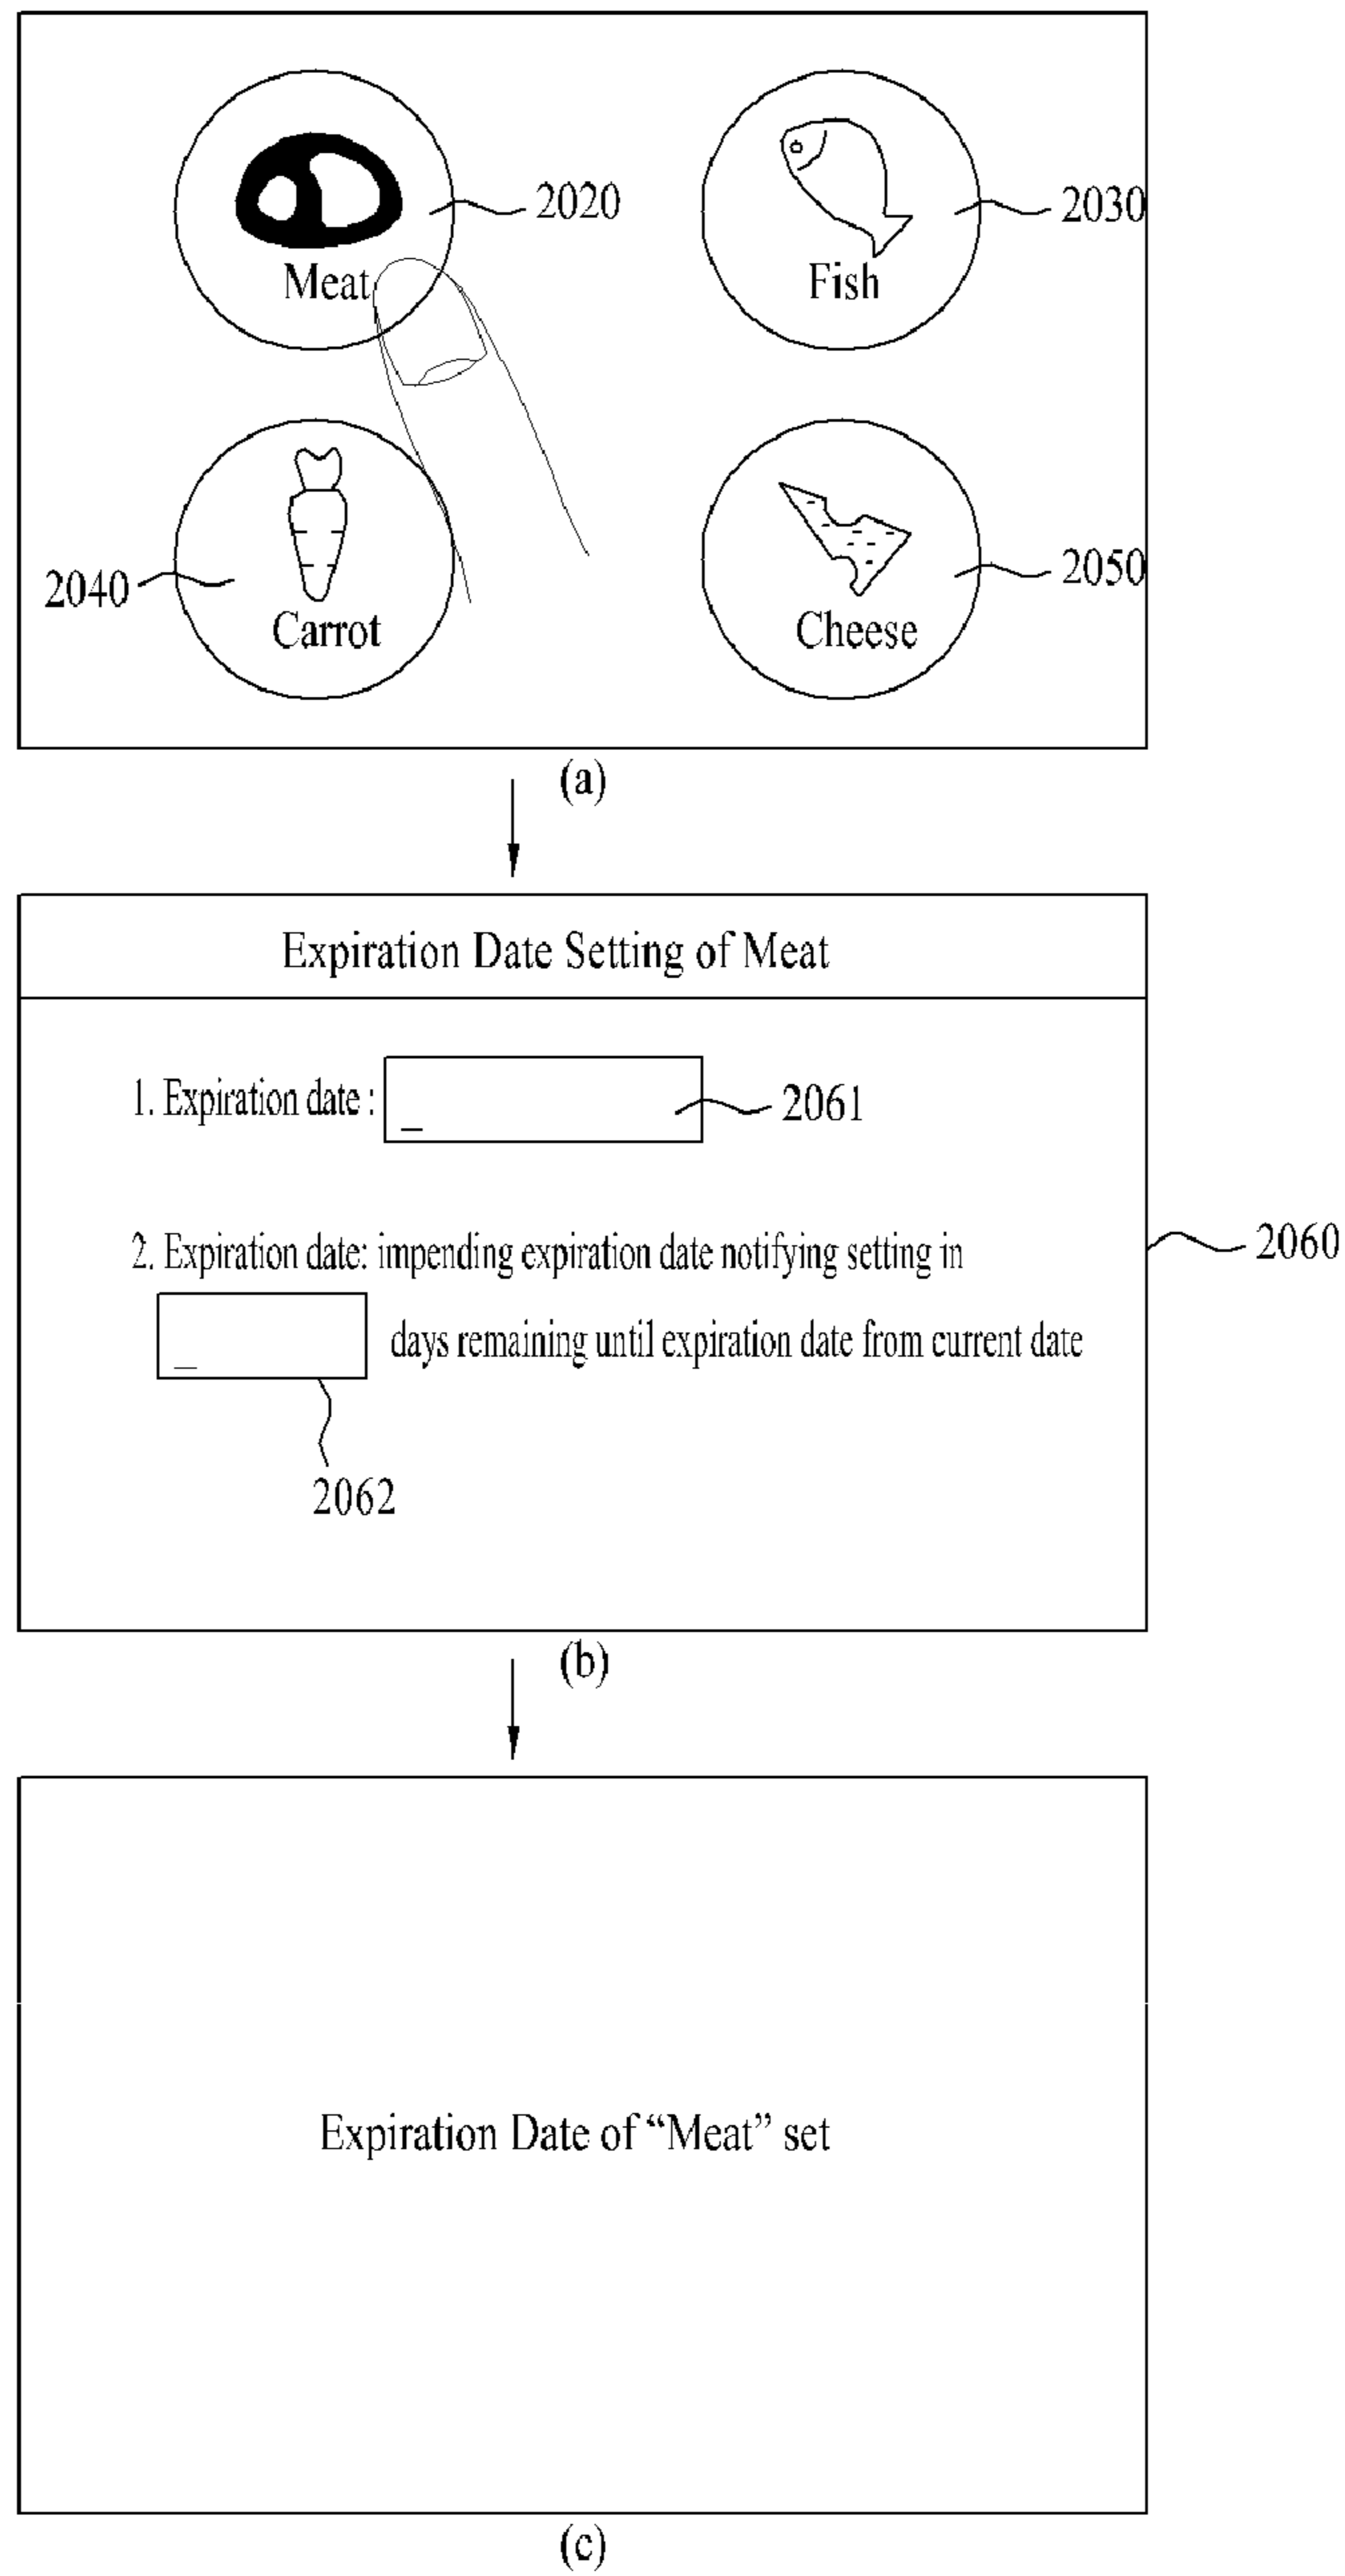 2020
2030
Meat
Fish
2040
2050
Carrot
Cheese
(a)
Expiration Date Setting of Meat
1. Expiration date :
2061
2. Expiration date: impending expiration date notifying setting in
2060
days remaining until expiration date from current date
2062
(b)
Expiration Date of “Meat” set
(c)